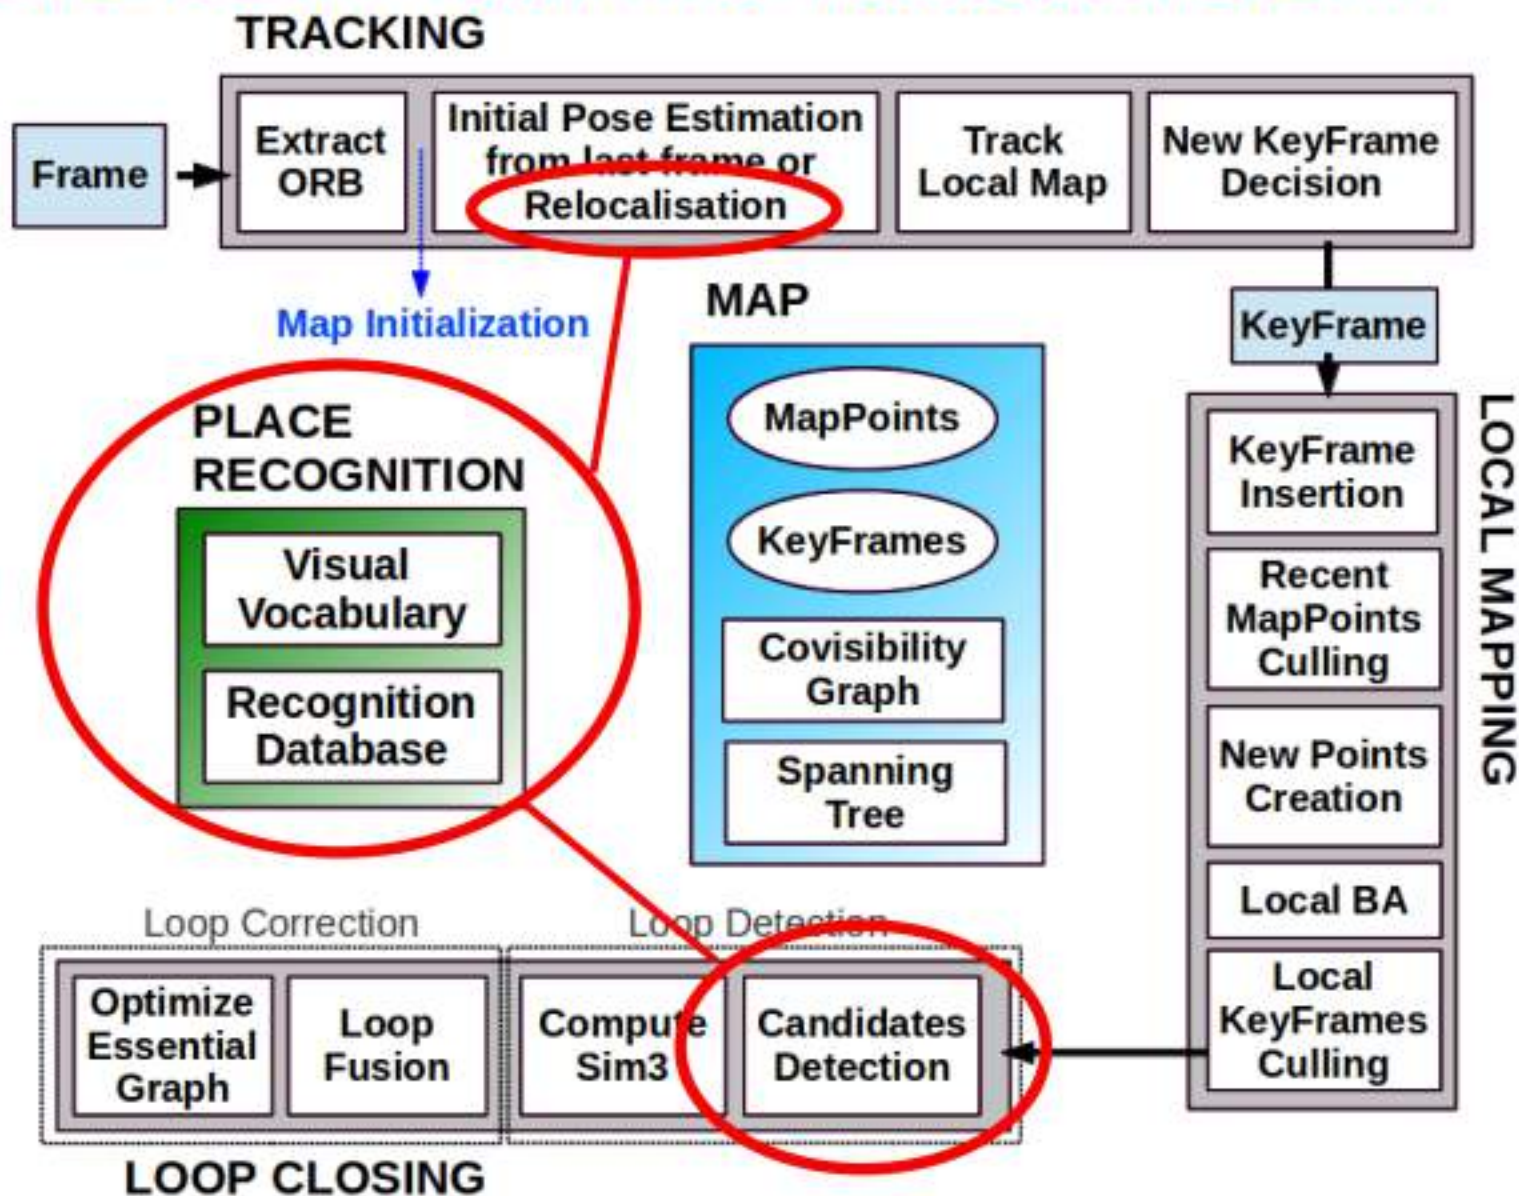 TRACKING
Frame
Extract
ORB
Initial Pose Estimation
from last frame or
Relocalisation
Track
Local Map
New KeyFrame
Decision
Map Initialization
MAP
KeyFrame
PLACE
RECOGNITION
Visual
Vocabulary
Recognition
Database
MapPoints
KeyFrames
Covisibility
Graph
Spanning
Tree
LOCAL MAPPING
KeyFrame
Insertion
Recent
MapPoints
Culling
New Points
Creation
Local BA
Local
KeyFrames
Culling
Loop Correction
Loop Detection
Optimize
Essential
Graph
Loop
Fusion
Compute
Sim3
Candidates
Detection
LOOP CLOSING